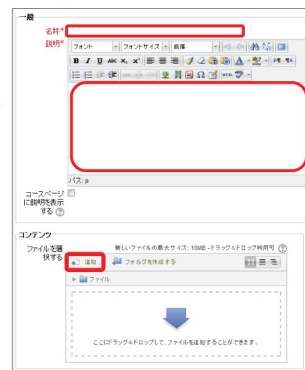 一般
名称*
説明*
フォント フォントサイズ 段落
B I U ABC X₂ X²
HTML
パス: p
コースページに説明を表示する
コンテンツ
ファイルを選択する
新しいファイルの最大サイズ: 10MB - ドラッグ&ドロップ利用可
追加 フォルダを作成する
ファイル
ここにドラッグ&ドロップして、ファイルを追加することができます。